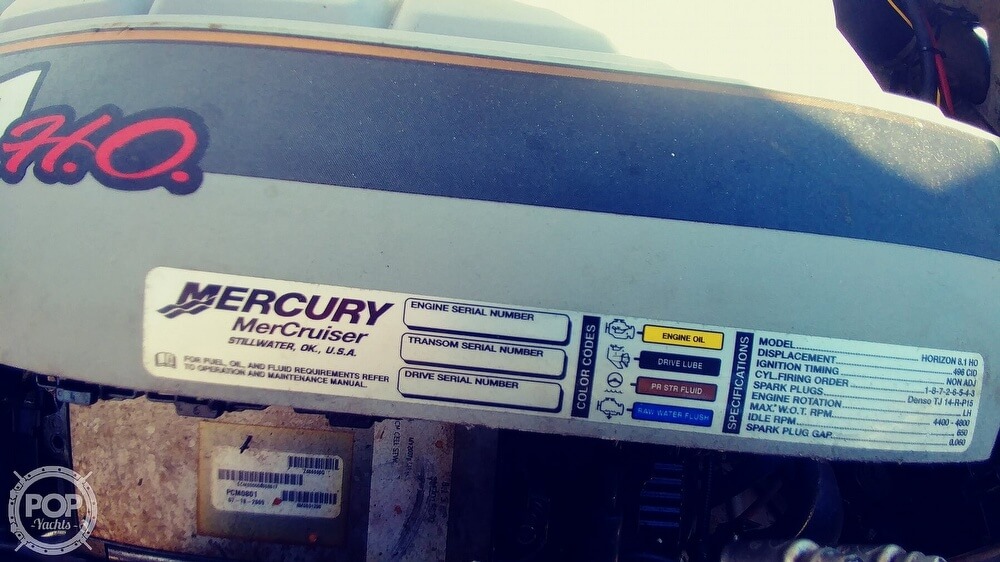 H.O.
MERCURY
MerCruiser
STILLWATER, OK., U.S.A.
FOR FUEL, OIL, AND FLUID REQUIREMENTS REFER
TO OPERATION AND MAINTENANCE MANUAL.
ENGINE SERIAL NUMBER
TRANSOM SERIAL NUMBER
DRIVE SERIAL NUMBER
COLOR CODES
ENGINE OIL
DRIVE LUBE
PR STR FLUID
RAW WATER FLUSH
SPECIFICATIONS
MODEL HORIZON 8.1 HO
DISPLACEMENT 496 CID
IGNITION TIMING NON ADJ
CYL.FIRING ORDER 1-8-7-2-6-5-4-3
SPARK PLUGS Denso TJ 14-R-P15
ENGINE ROTATION LH
MAX. W.O.T. RPM 4400 - 4800
IDLE RPM 650
SPARK PLUG GAP 0.060
PCM0881
07-18-2005
POP
Yachts